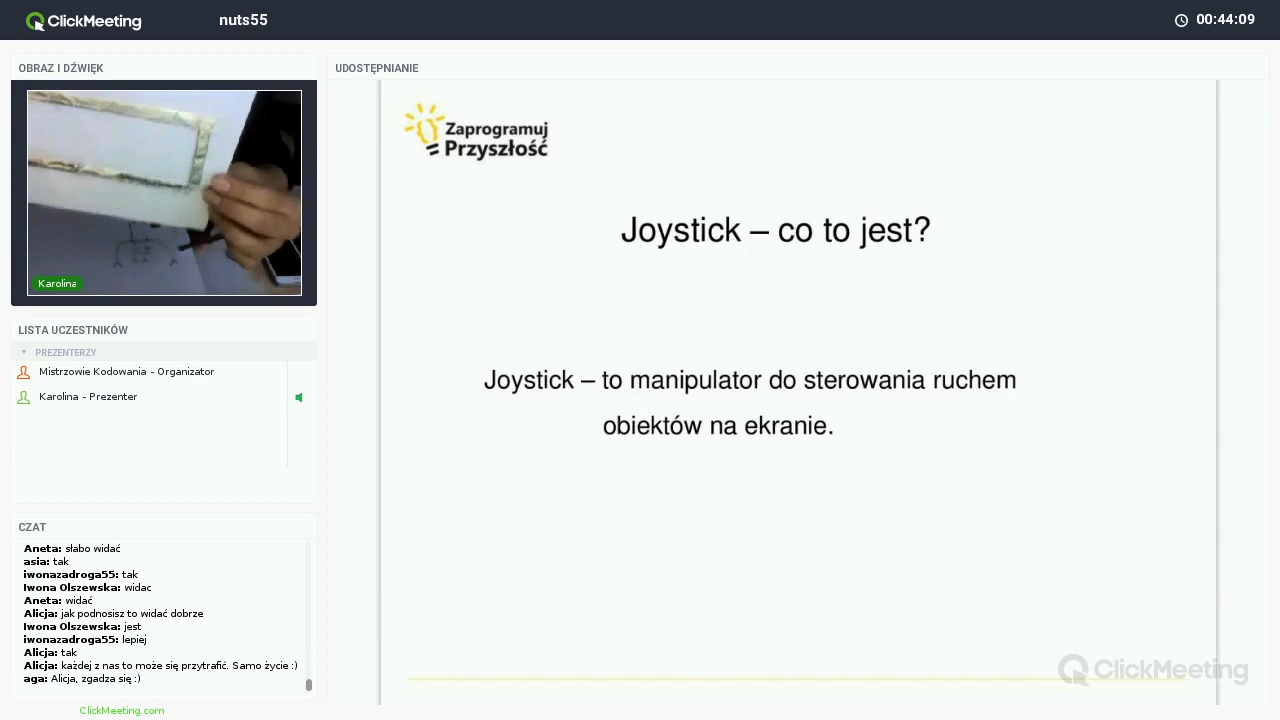 ClickMeeting
nuts55
00:44:09
OBRAZ I DŹWIĘK
Karolina
LISTA UCZESTNIKÓW
PREZENTERZY
Mistrzowie Kodowania - Organizator
Karolina - Prezenter
CZAT
Aneta: słabo widać
asia: tak
iwonazadroga55: tak
Iwona Olszewska: widac
Aneta: widać
Alicja: jak podnosisz to widać dobrze
Iwona Olszewska: jest
iwonazadroga55: lepiej
Alicja: tak
Alicja: każdej z nas to może się przytrafić. Samo życie :)
aga: Alicja, zgadza się :)
ClickMeeting.com
UDOSTĘPNIANIE
Zaprogramuj
Przyszłość
Joystick – co to jest?
Joystick – to manipulator do sterowania ruchem
obiektów na ekranie.
ClickMeeting